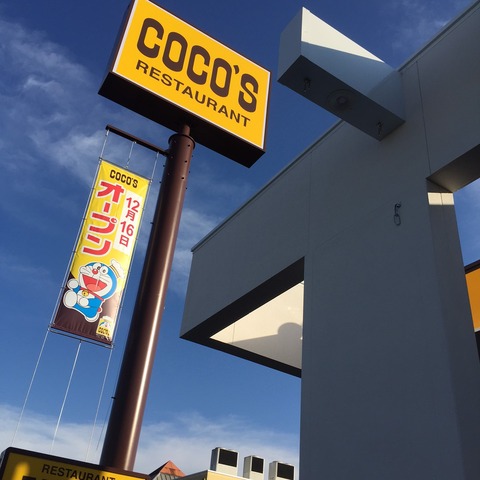 COCO'S
RESTAURANT
COCO'S
12月16日
オープン
RESTAURANT